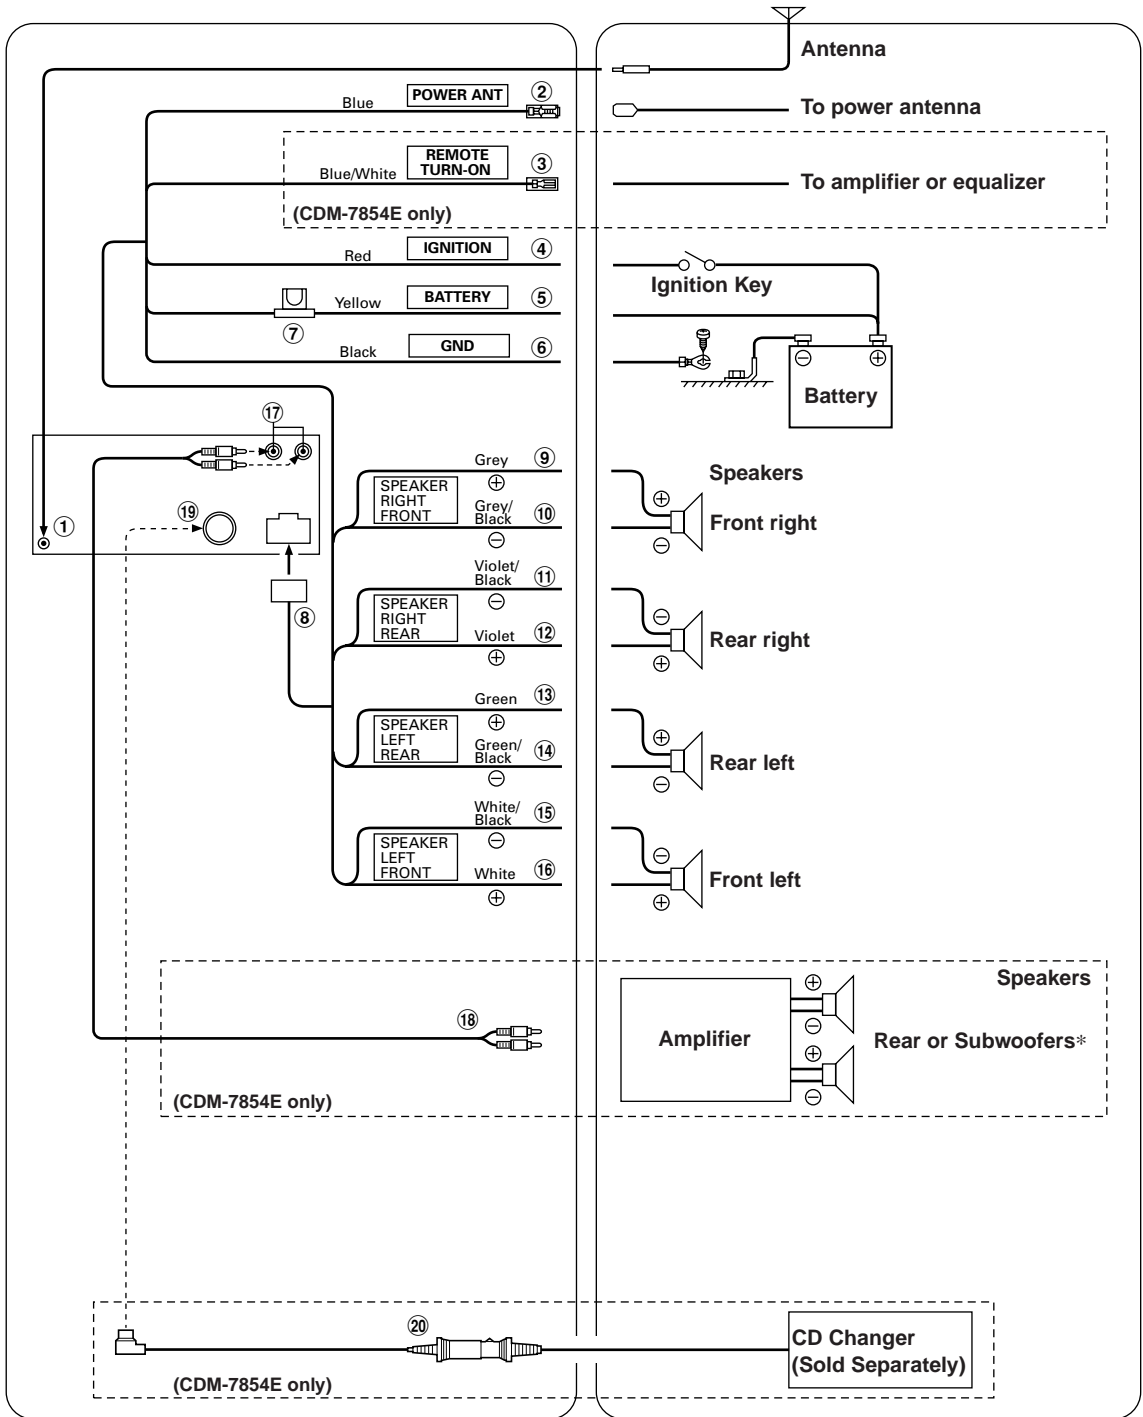 Antenna
Blue
POWER ANT
②
To power antenna
Blue/White
REMOTE
TURN-ON
③
To amplifier or equalizer
(CDM-7854E only)
Red
IGNITION
④
Ignition Key
Yellow
BATTERY
⑤
⑦
Black
GND
⑥
⊖
⊕
Battery
⑰
①
⑲
⑧
Speakers
SPEAKER
RIGHT
FRONT
Grey
⑨
⊕
Grey/
Black
⑩
⊖
⊕
Front right
⊖
SPEAKER
RIGHT
REAR
Violet/
Black
⑪
⊖
Violet
⑫
⊕
⊖
Rear right
⊕
SPEAKER
LEFT
REAR
Green
⑬
⊕
Green/
Black
⑭
⊖
⊕
Rear left
⊖
SPEAKER
LEFT
FRONT
White/
Black
⑮
⊖
White
⑯
⊕
⊖
Front left
⊕
Speakers
⑱
Amplifier
⊕
⊖
⊕
⊖
Rear or Subwoofers*
(CDM-7854E only)
⑳
CD Changer
(Sold Separately)
(CDM-7854E only)